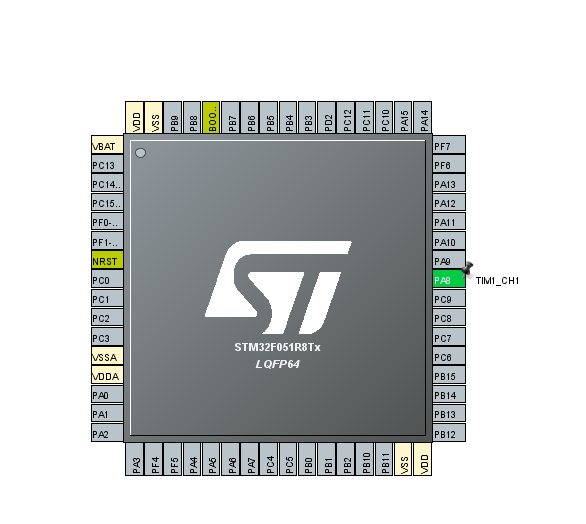 VDD
VSS
PB9
PB8
BOO..
PB7
PB6
PB5
PB4
PB3
PD2
PC12
PC11
PC10
PA15
PA14
VBAT
PC13
PC14..
PC15..
PF0-..
PF1-..
NRST
PC0
PC1
PC2
PC3
VSSA
VDDA
PA0
PA1
PA2
STM32F051R8Tx
LQFP64
PF7
PF6
PA13
PA12
PA11
PA10
PA9
PA8 TIM1_CH1
PC9
PC8
PC7
PC6
PB15
PB14
PB13
PB12
PA3
PF4
PF5
PA4
PA5
PA6
PA7
PC4
PC5
PB0
PB1
PB2
PB10
PB11
VSS
VDD